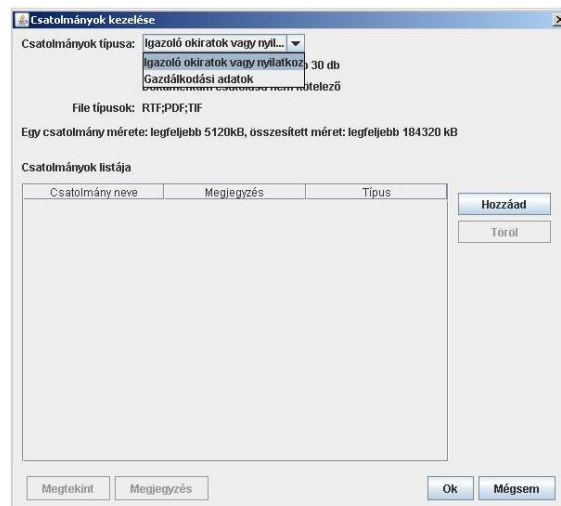 Csatolmányok kezelése
Csatolmányok típusa: Igazoló okiratok vagy nyil...
Igazoló okiratok vagy nyilatkoz
30 db
Gazdálkodási adatok
File típusok: RTF;PDF;TIF
Egy csatolmány mérete: legfeljebb 5120kB, összesített méret: legfeljebb 184320 kB
Csatolmányok listája
Csatolmány neve Megjegyzés Típus
Hozzáad
Töröl
Megtekint Megjegyzés Ok Mégsem